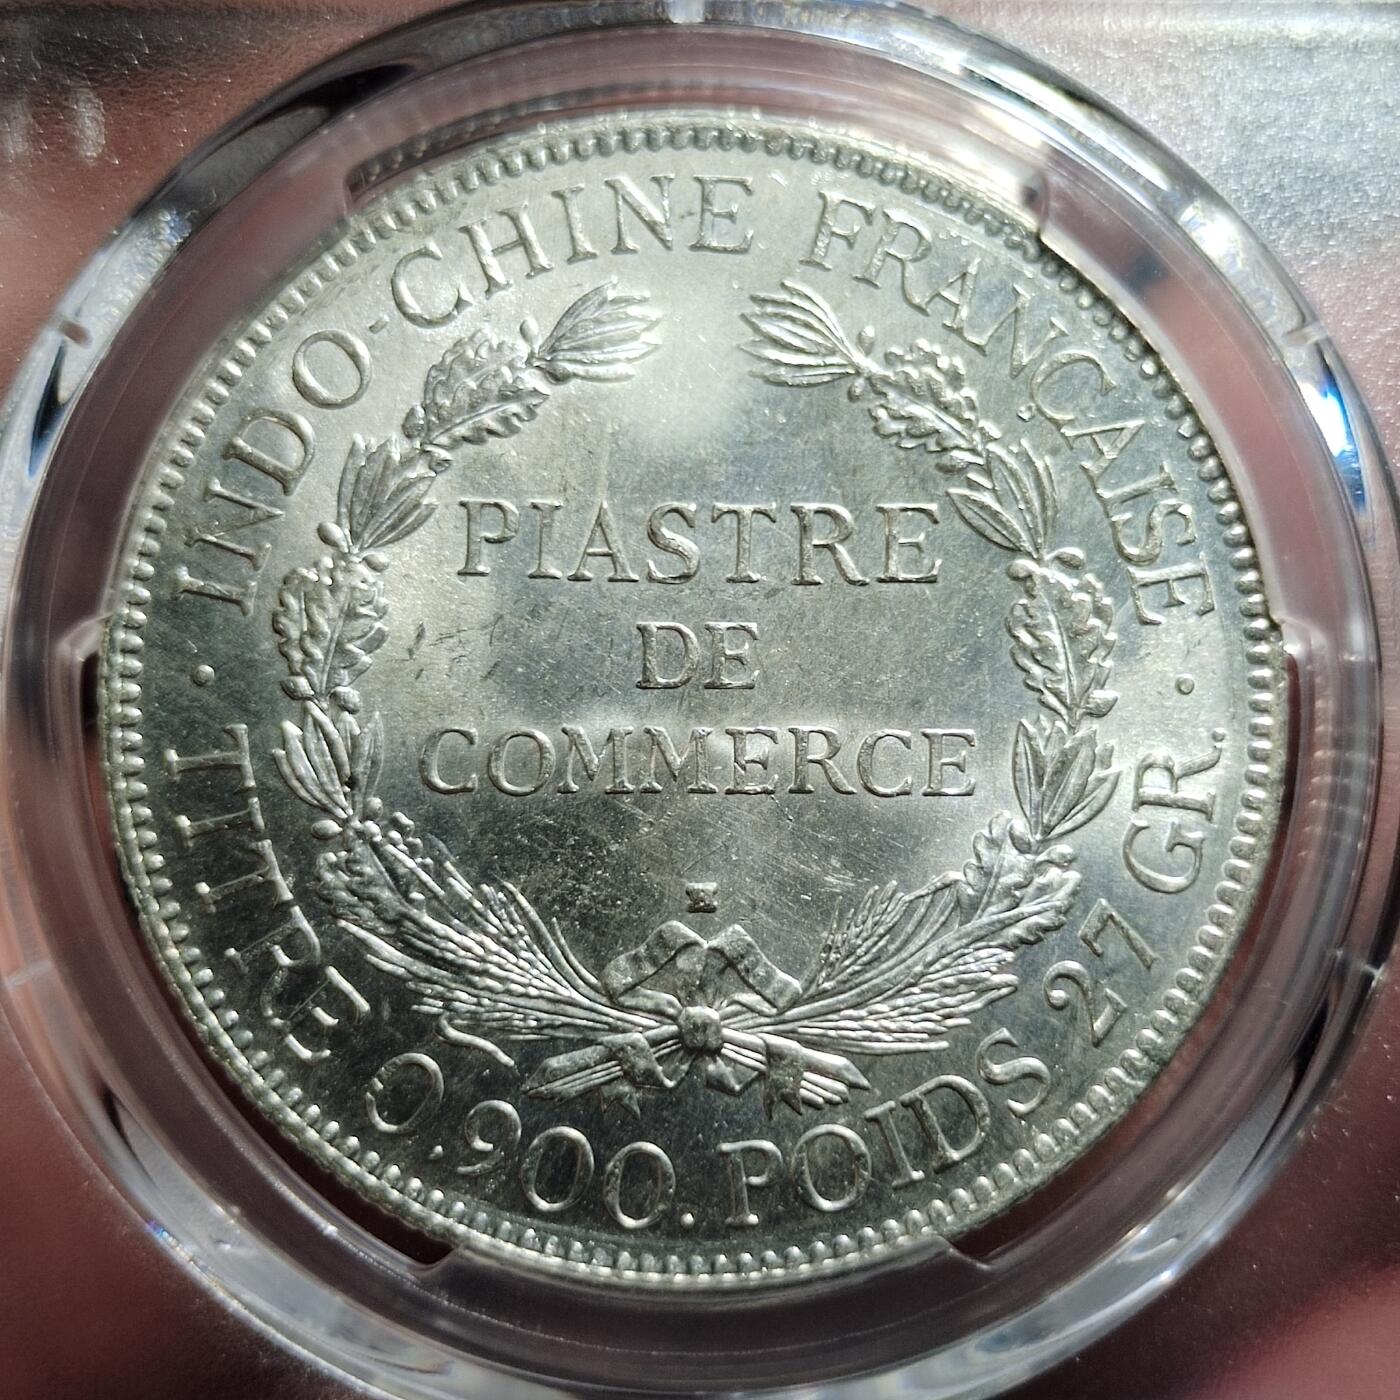 INDO-CHINE FRANÇAISE
PIASTRE
DE
COMMERCE
· TITRE 0,900. POIDS 27 GR. ·